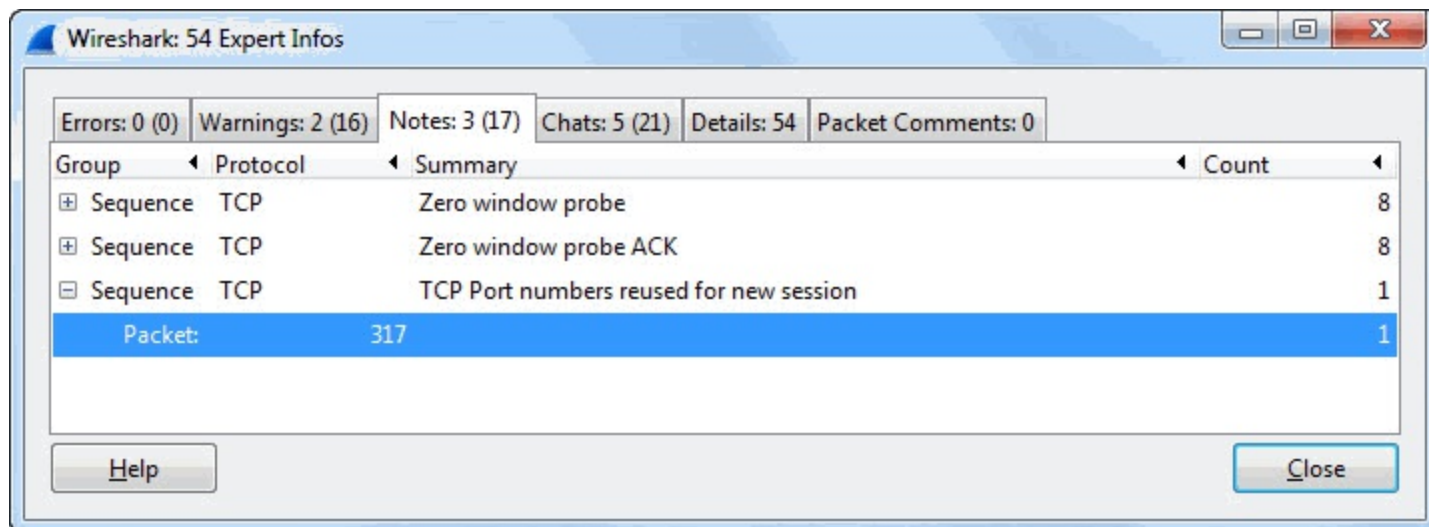 Wireshark: 54 Expert Infos
Errors: 0 (0) Warnings: 2 (16) Notes: 3 (17) Chats: 5 (21) Details: 54 Packet Comments: 0
Group Protocol Summary Count
Sequence TCP Zero window probe 8
Sequence TCP Zero window probe ACK 8
Sequence TCP TCP Port numbers reused for new session 1
Packet: 317 1
Help Close